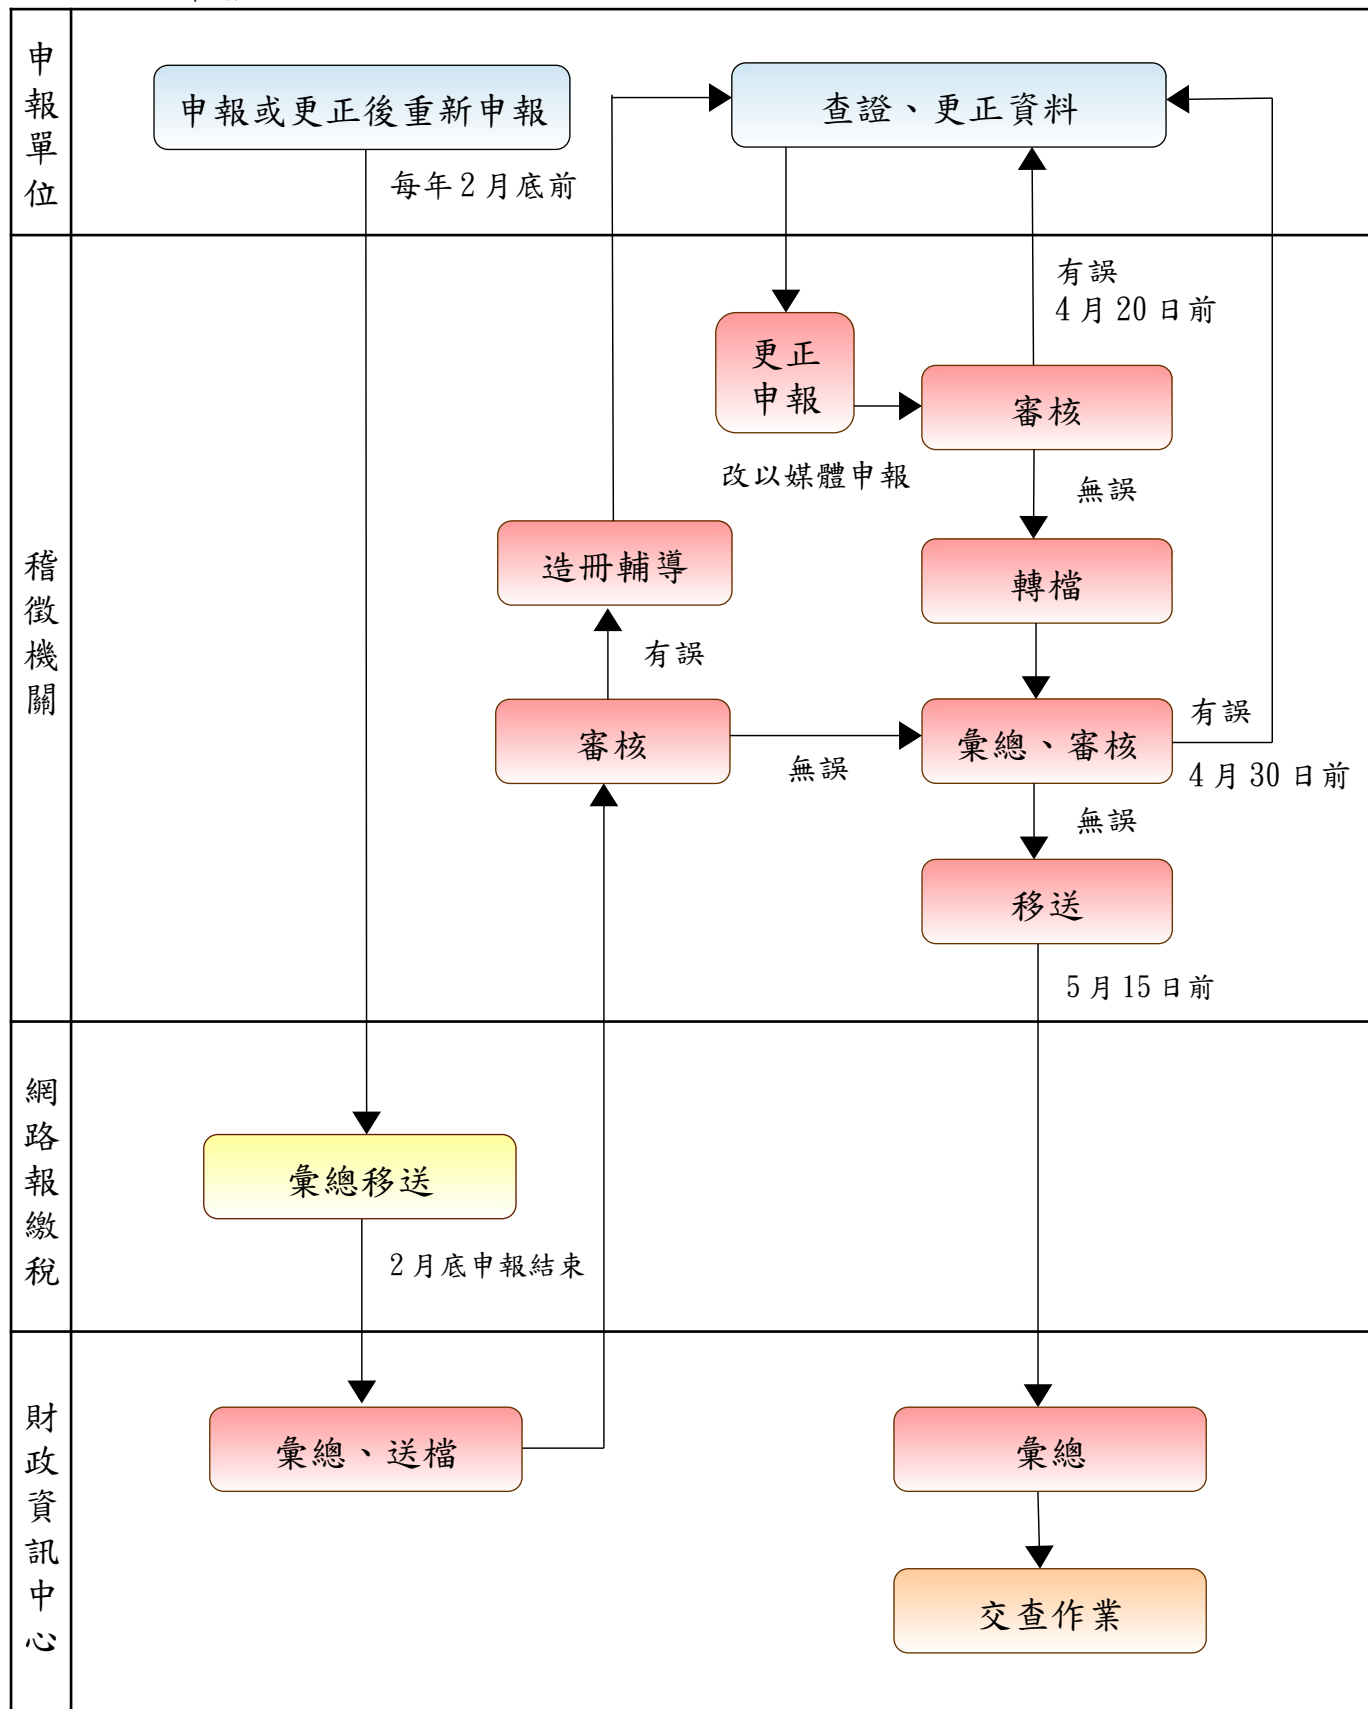 申報單位
申報或更正後重新申報
查證、更正資料
每年2月底前
稽徵機關
有誤
4月20日前
更正
申報
審核
改以媒體申報
無誤
造冊輔導
轉檔
有誤
審核
無誤
彙總、審核
有誤
4月30日前
無誤
移送
5月15日前
網路報繳稅
彙總移送
2月底申報結束
財政資訊中心
彙總、送檔
彙總
交查作業